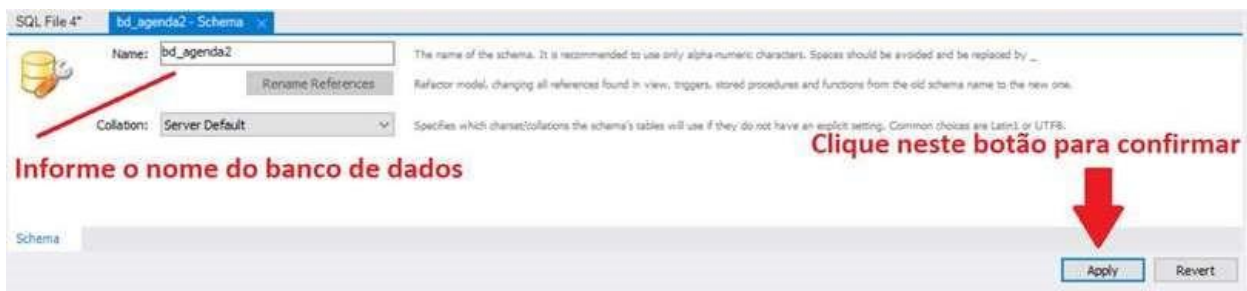 SQL File 4*
bd_agenda2 - Schema
Name: bd_agenda2
The name of the schema. It is recommended to use only alpha-numeric characters. Spaces should be avoided and be replaced by _
Rename References
Refactor model, changing all references found in view, triggers, stored procedures and functions from the old schema name to the new one.
Collation: Server Default
Specifies which charset/collations the schema's tables will use if they do not have an explicit setting. Common choices are Latin1 or UTF8.
Clique neste botão para confirmar
Informe o nome do banco de dados
Schema
Apply
Revert